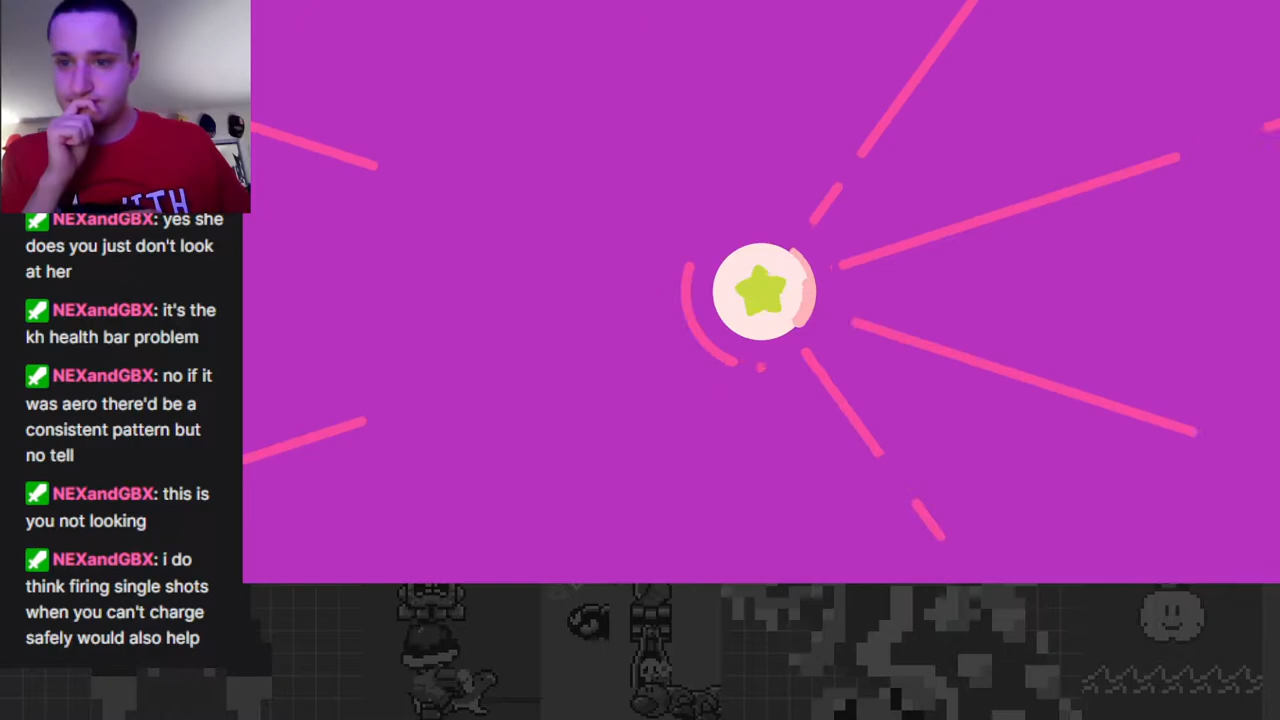 WITH
NEXandGBX: yes she
does you just don't look
at her
NEXandGBX: it's the
kh health bar problem
NEXandGBX: no if it
was aero there'd be a
consistent pattern but
no tell
NEXandGBX: this is
you not looking
NEXandGBX: i do
think firing single shots
when you can't charge
safely would also help